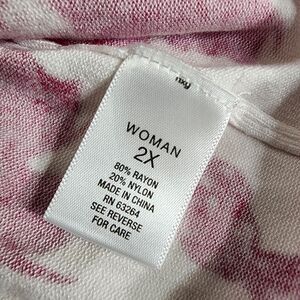 WOMAN
2X
80% RAYON
20% NYLON
MADE IN CHINA
RN 63264
SEE REVERSE
FOR CARE